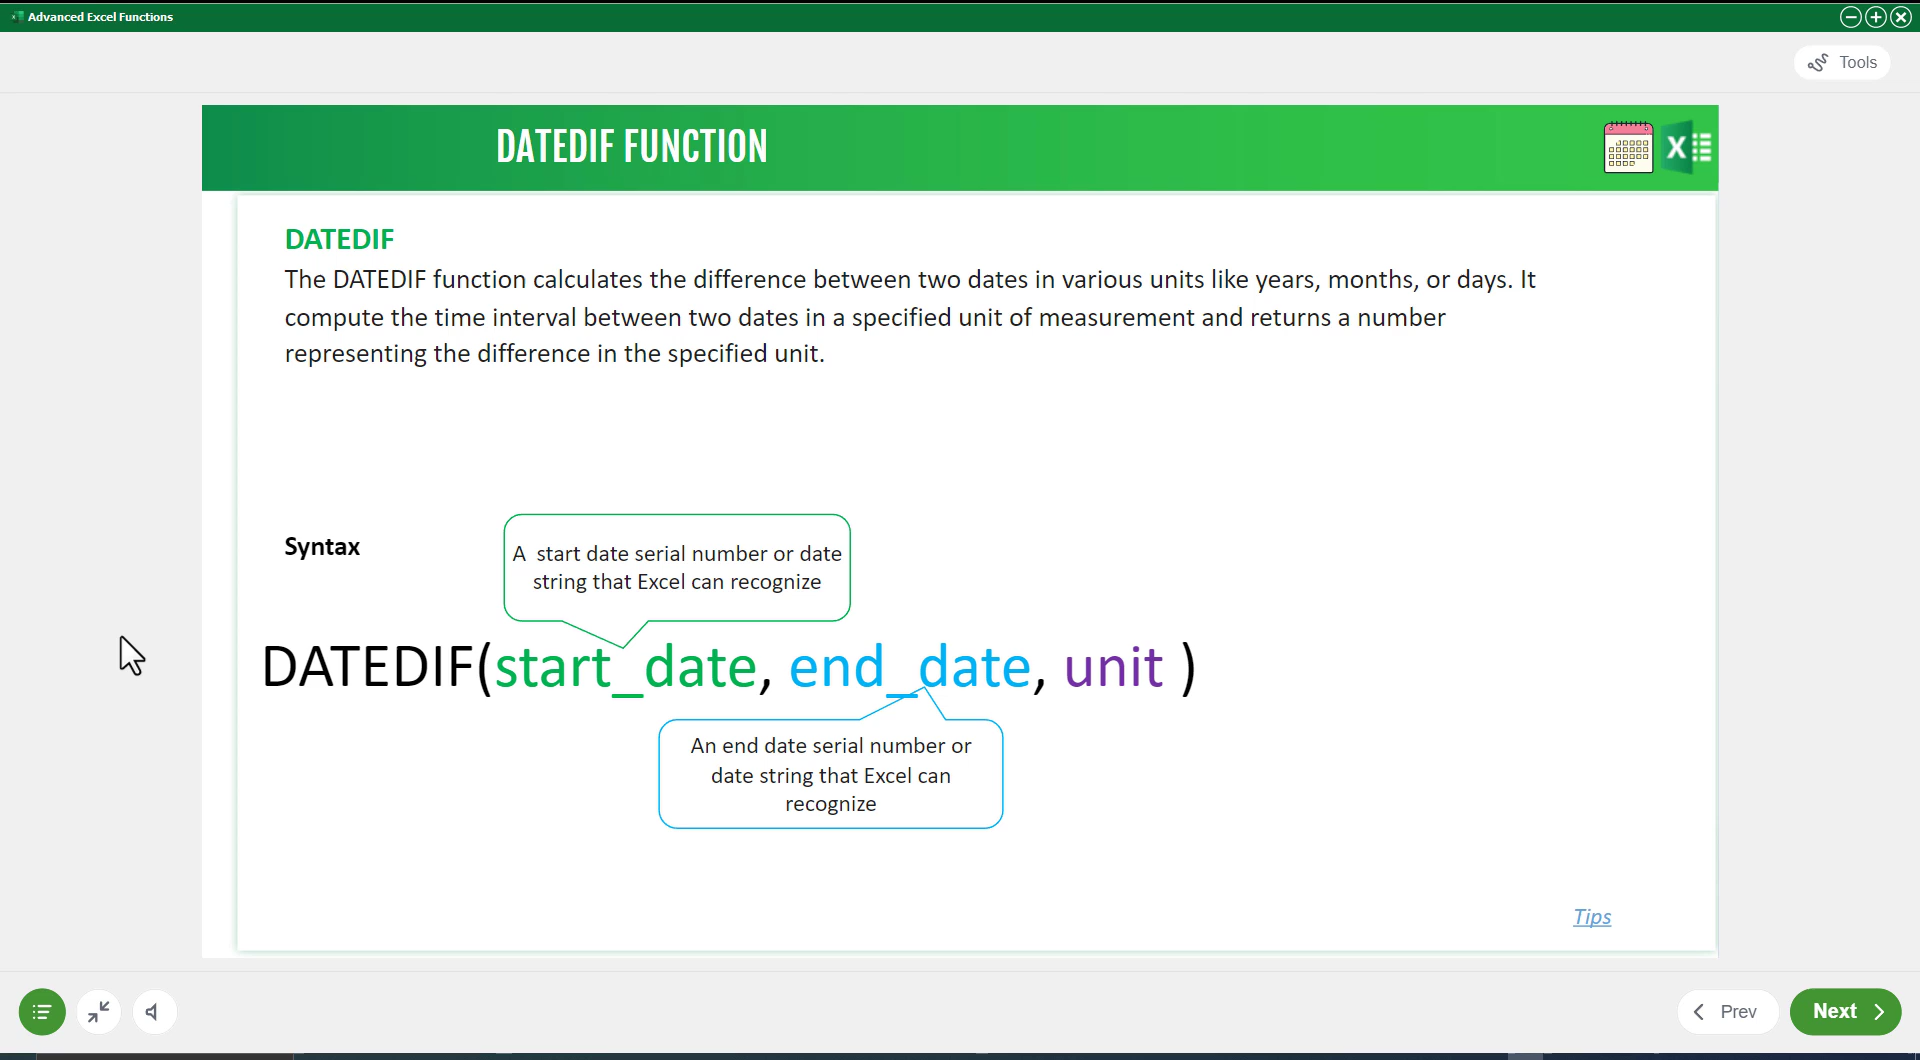 Advanced Excel Functions
Tools
DATEDIF FUNCTION
X
DATEDIF
The DATEDIF function calculates the difference between two dates in various units like years, months, or days. It
compute the time interval between two dates in a specified unit of measurement and returns a number
representing the difference in the specified unit.
Syntax
A start date serial number or date
string that Excel can recognize
DATEDIF(start_date, end_date, unit )
An end date serial number or
date string that Excel can
recognize
Tips
Prev
Next